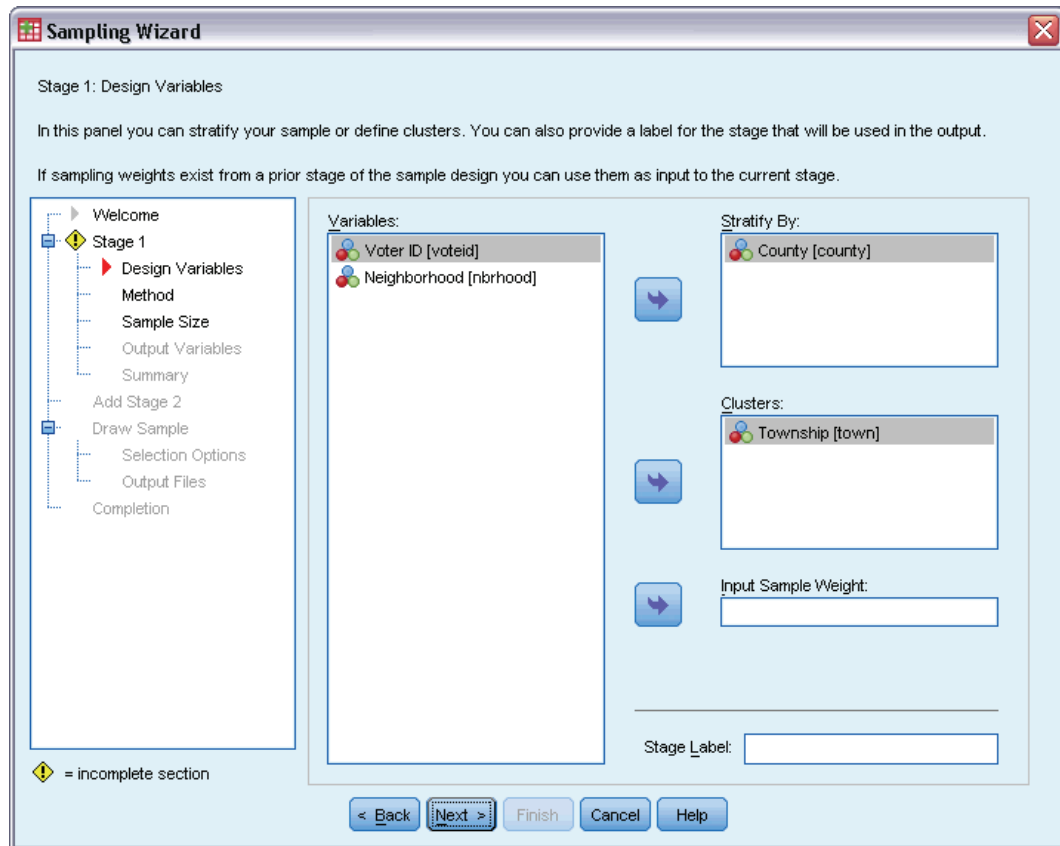 Sampling Wizard
Stage 1: Design Variables
In this panel you can stratify your sample or define clusters. You can also provide a label for the stage that will be used in the output.
If sampling weights exist from a prior stage of the sample design you can use them as input to the current stage.
Welcome
Stage 1
Design Variables
Method
Sample Size
Output Variables
Summary
Add Stage 2
Draw Sample
Selection Options
Output Files
Completion
! = incomplete section
Variables:
Voter ID [voteid]
Neighborhood [nbrhood]
Stratify By:
County [county]
Clusters:
Township [town]
Input Sample Weight:
Stage Label:
< Back
Next >
Finish
Cancel
Help